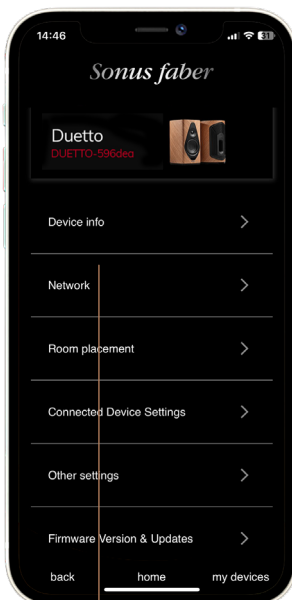 14:46
31
Sonus faber
Duetto
DUETTO-596dea
Device info
Network
Room placement
Connected Device Settings
Other settings
Firmware Version & Updates
back home my devices